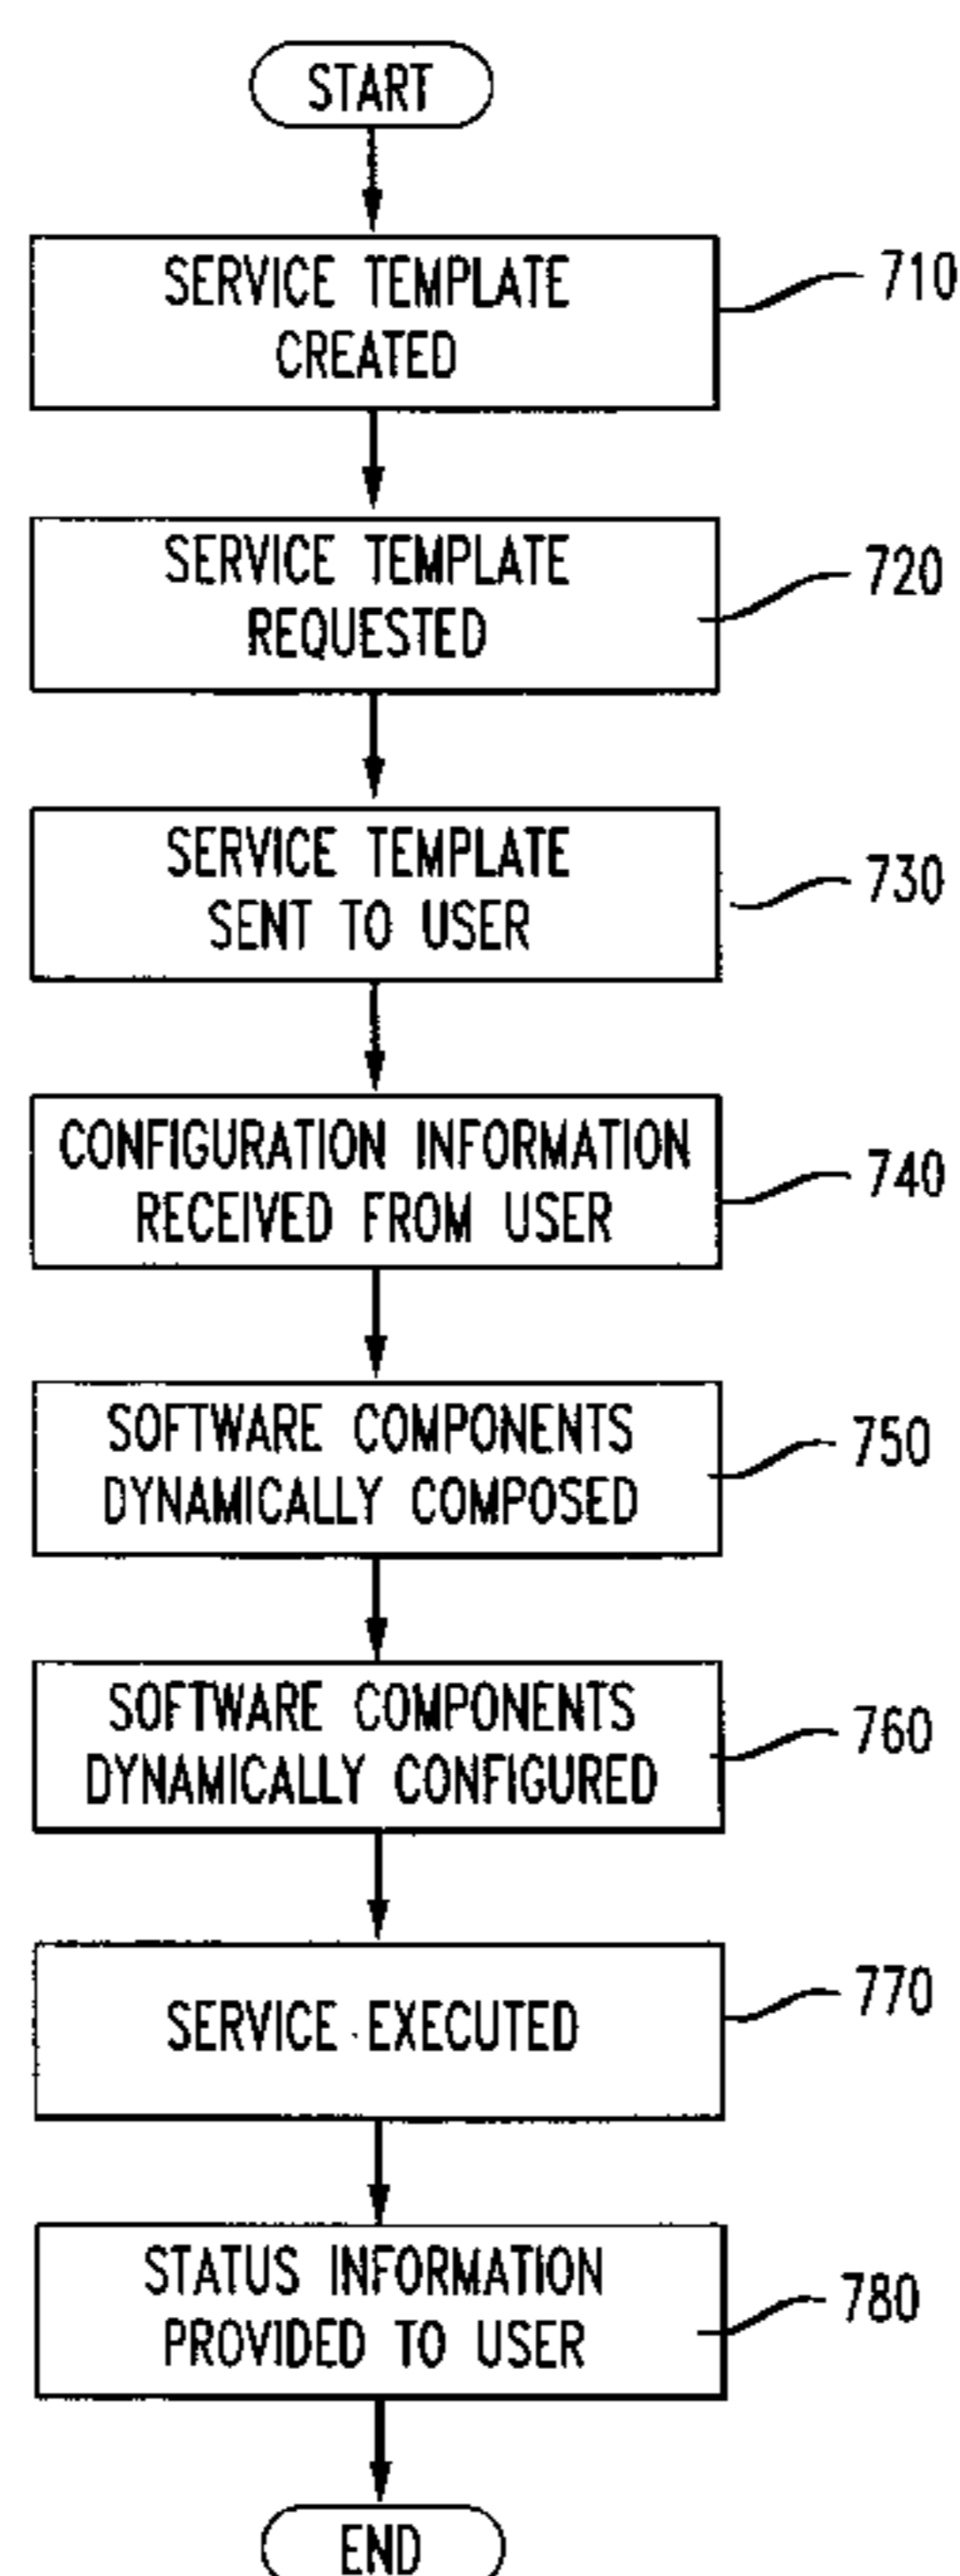 START
SERVICE TEMPLATE
CREATED
710
SERVICE TEMPLATE
REQUESTED
720
SERVICE TEMPLATE
SENT TO USER
730
CONFIGURATION INFORMATION
RECEIVED FROM USER
740
SOFTWARE COMPONENTS
DYNAMICALLY COMPOSED
750
SOFTWARE COMPONENTS
DYNAMICALLY CONFIGURED
760
SERVICE EXECUTED
770
STATUS INFORMATION
PROVIDED TO USER
780
END